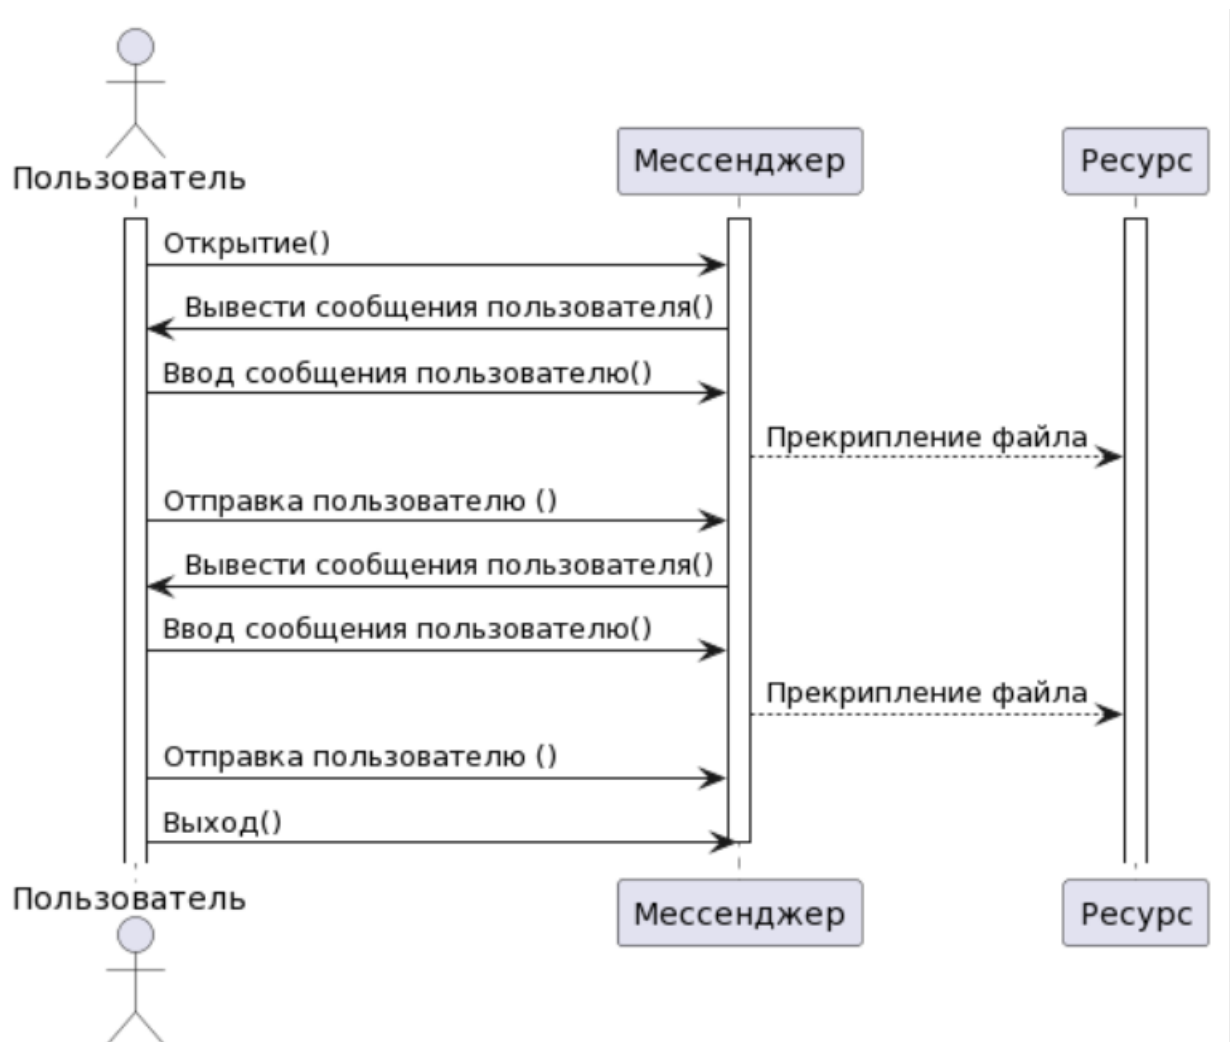 Пользователь
Мессенджер
Ресурс
Открытие()
Вывести сообщения пользователя()
Ввод сообщения пользователю()
Прекрипление файла
Отправка пользователю ()
Вывести сообщения пользователя()
Ввод сообщения пользователю()
Прекрипление файла
Отправка пользователю ()
Выход()
Пользователь
Мессенджер
Ресурс